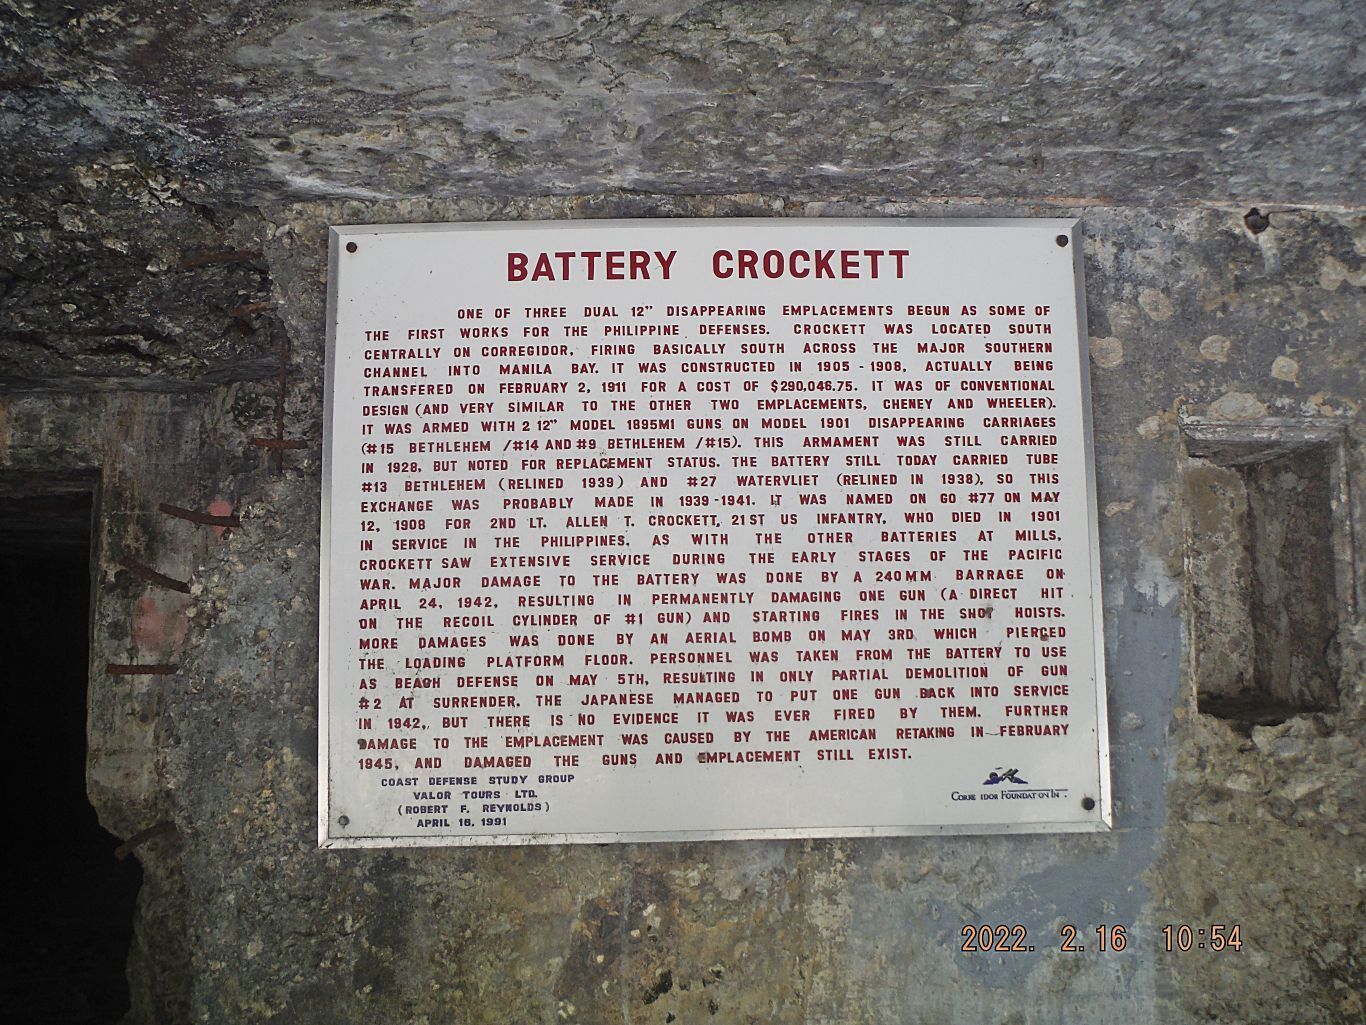 BATTERY CROCKETT
ONE OF THREE DUAL 12" DISAPPEARING EMPLACEMENTS BEGUN AS SOME OF
THE FIRST WORKS FOR THE PHILIPPINE DEFENSES. CROCKETT WAS LOCATED SOUTH
CENTRALLY ON CORREGIDOR, FIRING BASICALLY SOUTH ACROSS THE MAJOR SOUTHERN
CHANNEL INTO MANILA BAY. IT WAS CONSTRUCTED IN 1905 - 1908, ACTUALLY BEING
TRANSFERED ON FEBRUARY 2, 1911 FOR A COST OF $290,046.75. IT WAS OF CONVENTIONAL
DESIGN (AND VERY SIMILAR TO THE OTHER TWO EMPLACEMENTS, CHENEY AND WHEELER).
IT WAS ARMED WITH 2 12" MODEL 1895MI GUNS ON MODEL 1901 DISAPPEARING CARRIAGES
(#15 BETHLEHEM /#14 AND #9 BETHLEHEM /#15). THIS ARMAMENT WAS STILL CARRIED
IN 1928, BUT NOTED FOR REPLACEMENT STATUS. THE BATTERY STILL TODAY CARRIED TUBE
#13 BETHLEHEM (RELINED 1939) AND #27 WATERVLIET (RELINED IN 1938), SO THIS
EXCHANGE WAS PROBABLY MADE IN 1939-1941. IT WAS NAMED ON GO #77 ON MAY
12, 1908 FOR 2ND LT. ALLEN T. CROCKETT, 21ST US INFANTRY, WHO DIED IN 1901
IN SERVICE IN THE PHILIPPINES. AS WITH THE OTHER BATTERIES AT MILLS,
CROCKETT SAW EXTENSIVE SERVICE DURING THE EARLY STAGES OF THE PACIFIC
WAR. MAJOR DAMAGE TO THE BATTERY WAS DONE BY A 240MM BARRAGE ON
APRIL 24, 1942, RESULTING IN PERMANENTLY DAMAGING ONE GUN (A DIRECT HIT
ON THE RECOIL CYLINDER OF #1 GUN) AND STARTING FIRES IN THE SHOT HOISTS.
MORE DAMAGES WAS DONE BY AN AERIAL BOMB ON MAY 3RD WHICH PIERCED
THE LOADING PLATFORM FLOOR. PERSONNEL WAS TAKEN FROM THE BATTERY TO USE
AS BEACH DEFENSE ON MAY 5TH, RESULTING IN ONLY PARTIAL DEMOLITION OF GUN
#2 AT SURRENDER. THE JAPANESE MANAGED TO PUT ONE GUN BACK INTO SERVICE
IN 1942, BUT THERE IS NO EVIDENCE IT WAS EVER FIRED BY THEM. FURTHER
DAMAGE TO THE EMPLACEMENT WAS CAUSED BY THE AMERICAN RETAKING IN FEBRUARY
1945, AND DAMAGED THE GUNS AND EMPLACEMENT STILL EXIST.
COAST DEFENSE STUDY GROUP
VALOR TOURS LTD.
(ROBERT F. REYNOLDS)
APRIL 16, 1991
CORRE IDOR FOUNDAT ON IN .
2022. 2.16 10:54